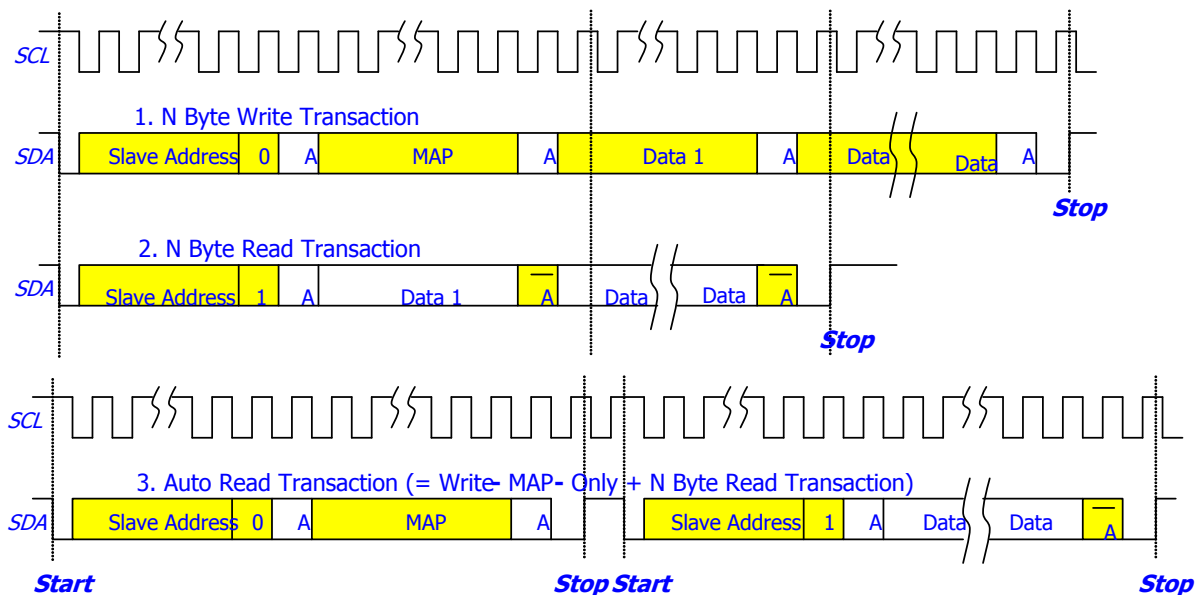 SCL
1. N Byte Write Transaction
SDA Slave Address 0 A MAP A Data 1 A Data Data A
Stop
2. N Byte Read Transaction
SDA Slave Address 1 A Data 1 A Data Data A
Stop
SCL
3. Auto Read Transaction (= Write- MAP- Only + N Byte Read Transaction)
SDA Slave Address 0 A MAP A Slave Address 1 A Data Data A
Start Stop Start Stop